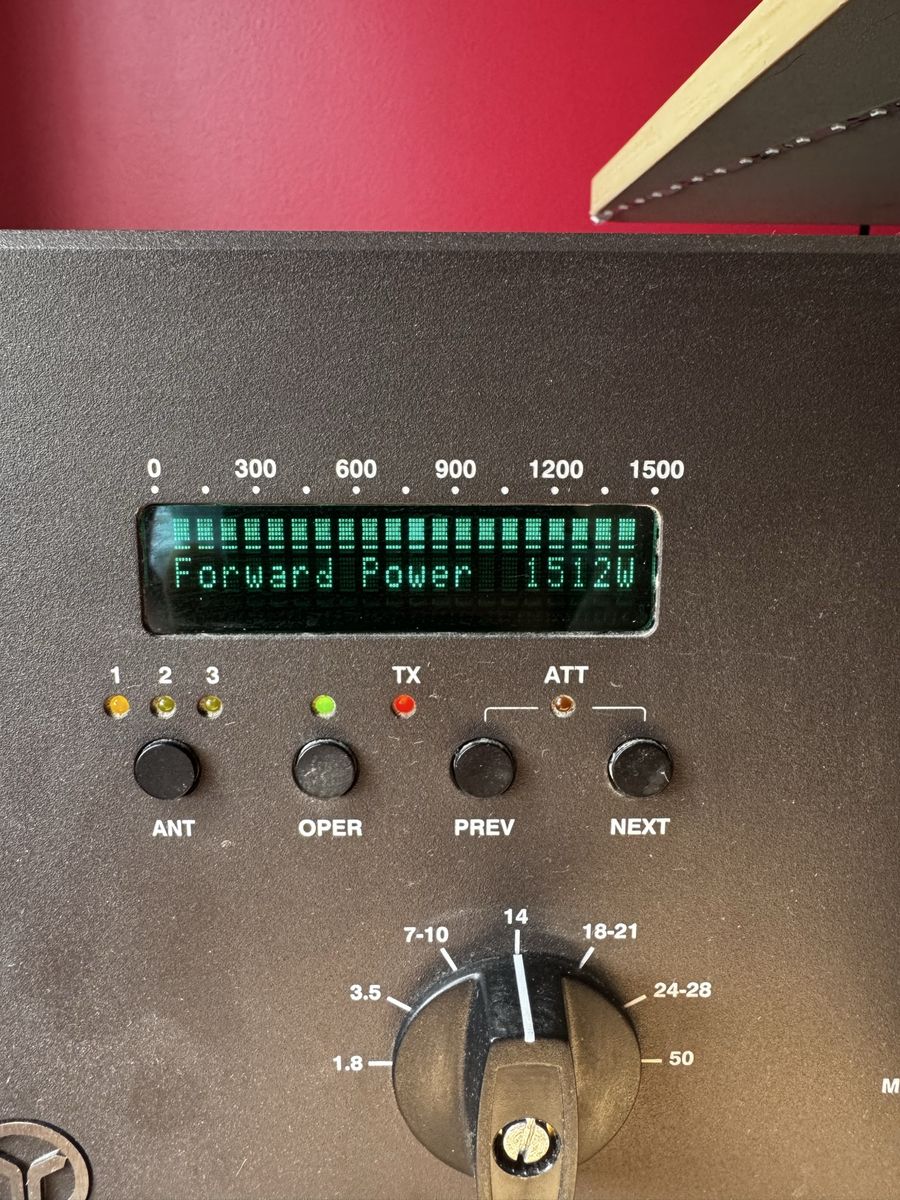 0 300 600 900 1200 1500
Forward Power 1512W
1 2 3 TX ATT
ANT OPER PREV NEXT
14
7-10 18-21
3.5 24-28
1.8 50